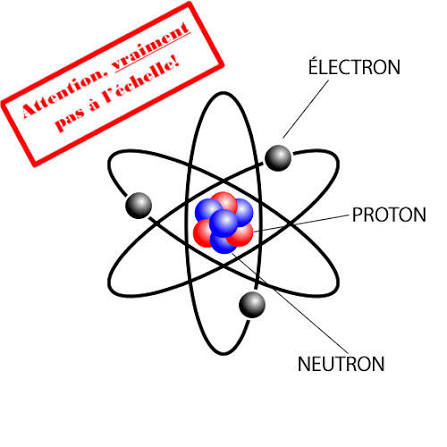 Attention, vraiment
pas à l'échelle!
ÉLECTRON
PROTON
NEUTRON